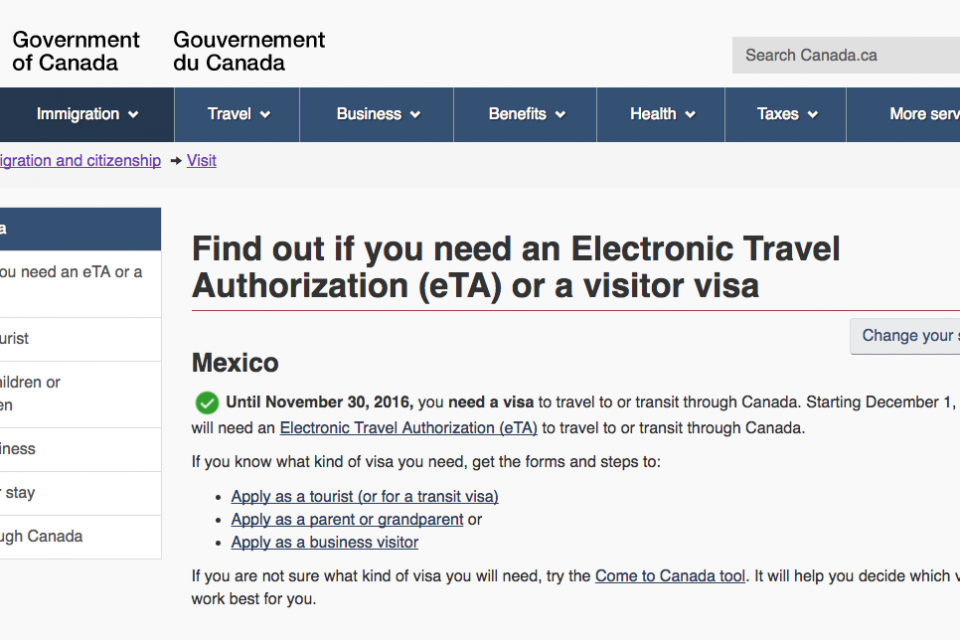 Government Gouvernement
of Canada du Canada
Search Canada.ca
Immigration Travel Business Benefits Health Taxes More serv
igration and citizenship → Visit
a
ou need an eTA or a
urist
hildren or
en
iness
r stay
ugh Canada
Find out if you need an Electronic Travel
Authorization (eTA) or a visitor visa
Change your s
Mexico
Until November 30, 2016, you need a visa to travel to or transit through Canada. Starting December 1,
will need an Electronic Travel Authorization (eTA) to travel to or transit through Canada.
If you know what kind of visa you need, get the forms and steps to:
• Apply as a tourist (or for a transit visa)
• Apply as a parent or grandparent or
• Apply as a business visitor
If you are not sure what kind of visa you will need, try the Come to Canada tool. It will help you decide which v
work best for you.